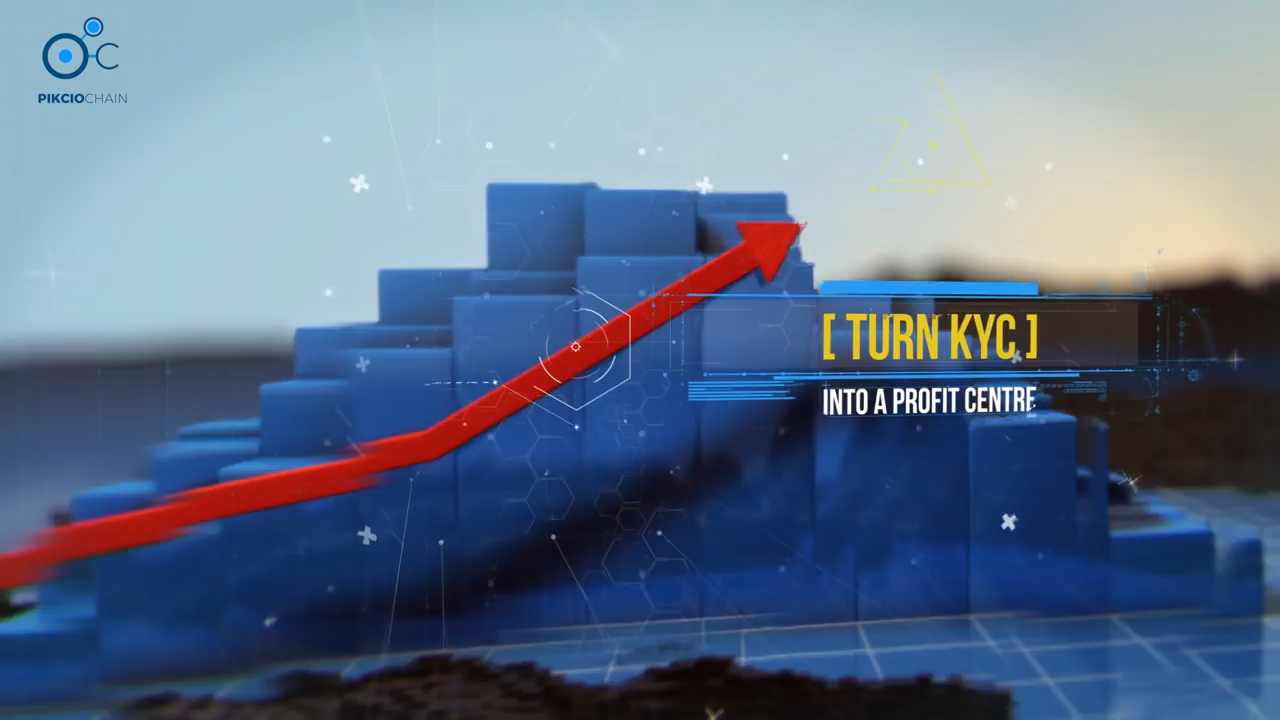 PIKCIOCHAIN
[ TURN KYC ]
INTO A PROFIT CENTRE